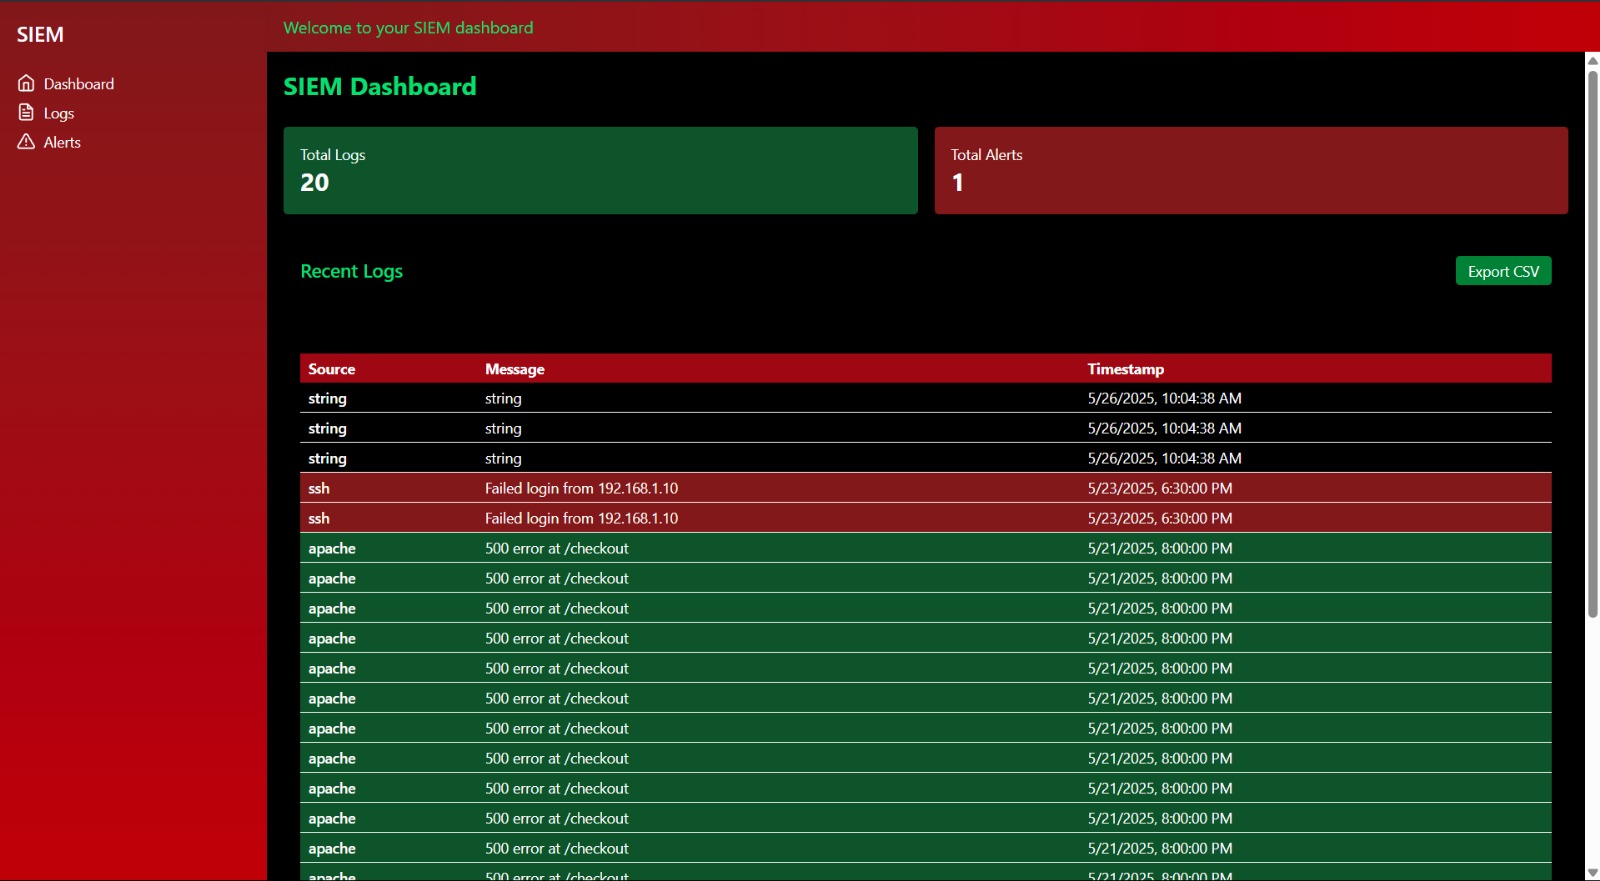 SIEM
Welcome to your SIEM dashboard
Dashboard
Logs
Alerts
SIEM Dashboard
Total Logs
20
Total Alerts
1
Recent Logs
Export CSV
Source Message Timestamp
string string 5/26/2025, 10:04:38 AM
string string 5/26/2025, 10:04:38 AM
string string 5/26/2025, 10:04:38 AM
ssh Failed login from 192.168.1.10 5/23/2025, 6:30:00 PM
ssh Failed login from 192.168.1.10 5/23/2025, 6:30:00 PM
apache 500 error at /checkout 5/21/2025, 8:00:00 PM
apache 500 error at /checkout 5/21/2025, 8:00:00 PM
apache 500 error at /checkout 5/21/2025, 8:00:00 PM
apache 500 error at /checkout 5/21/2025, 8:00:00 PM
apache 500 error at /checkout 5/21/2025, 8:00:00 PM
apache 500 error at /checkout 5/21/2025, 8:00:00 PM
apache 500 error at /checkout 5/21/2025, 8:00:00 PM
apache 500 error at /checkout 5/21/2025, 8:00:00 PM
apache 500 error at /checkout 5/21/2025, 8:00:00 PM
apache 500 error at /checkout 5/21/2025, 8:00:00 PM
apache 500 error at /checkout 5/21/2025, 8:00:00 PM
apache 500 error at /checkout 5/21/2025, 8:00:00 PM